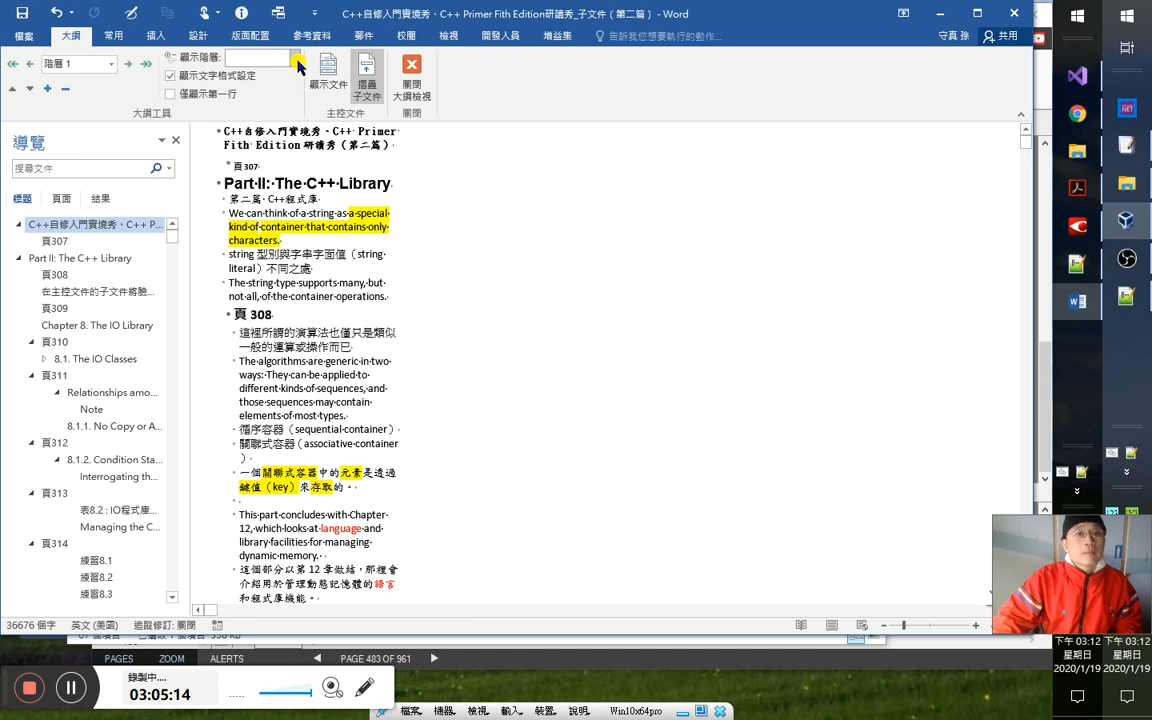 C++自修入門實境秀、C++ Primer Fith Edition研讀秀_子文件（第二篇） - Word
檔案 大綱 常用 插入 設計 版面配置 參考資料 郵件 校閱 檢視 開發人員 增益集 告訴我您想要執行的動作... 守真 孫 共用
階層 1
顯示階層:
顯示文字格式設定
僅顯示第一行
大綱工具
顯示文件
摺疊
子文件
主控文件
關閉
大綱檢視
關閉
導覽
搜尋文件
標題 頁面 結果
C++自修入門實境秀、C++ P...
頁307
Part II: The C++ Library
頁308
在主控文件的子文件將臉...
頁309
Chapter 8. The IO Library
頁310
8.1. The IO Classes
頁311
Relationships amo...
Note
8.1.1. No Copy or A...
頁312
8.1.2. Condition Sta...
Interrogating th...
頁313
表8.2 : IO程式庫...
Managing the C...
頁314
練習8.1
練習8.2
練習8.3
C++自修入門實境秀、C++ Primer
Fith Edition 研讀秀（第二篇）
頁 307
Part II: The C++ Library
第二篇 C++程式庫
We can think of a string as a special
kind of container that contains only
characters.
string 型別與字串字面值（string
literal）不同之處
The string type supports many, but
not all, of the container operations.
頁 308
這裡所謂的演算法也僅只是類似
一般的運算或操作而已
The algorithms are generic in two
ways: They can be applied to
different kinds of sequences, and
those sequences may contain
elements of most types.
循序容器（sequential container）
關聯式容器（associative container
）
一個關聯式容器中的元素是透過
鍵值（key）來存取的。
This part concludes with Chapter
12, which looks at language and
library facilities for managing
dynamic memory.
這個部分以第 12 章做結，那裡會
介紹用於管理動態記憶體的語言
和程式庫機能。
36676 個字 英文 (美國) 追蹤修訂: 關閉
PAGES ZOOM ALERTS PAGE 483 OF 961
錄製中...
03:05:14
檔案 機器 檢視 輸入 裝置 說明 Win10x64pro
下午 03:12
星期日
2020/1/19
下午 03:12
星期日
2020/1/19